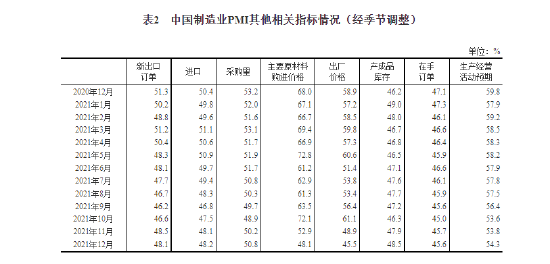 表2 中国制造业PMI其他相关指标情况（经季节调整）
单位：%
新出口订单 进口 采购量 主要原材料购进价格 出厂价格 产成品库存 在手订单 生产经营活动预期
2020年12月 51.3 50.4 53.2 68.0 58.9 46.2 47.1 59.8
2021年1月 50.2 49.8 52.0 67.1 57.2 49.0 47.3 57.9
2021年2月 48.8 49.6 51.6 66.7 58.5 48.0 46.1 59.2
2021年3月 51.2 51.1 53.1 69.4 59.8 46.7 46.6 58.5
2021年4月 50.4 50.6 51.7 66.9 57.3 46.8 46.4 58.3
2021年5月 48.3 50.9 51.9 72.8 60.6 46.5 45.9 58.2
2021年6月 48.1 49.7 51.7 61.2 51.4 47.1 46.6 57.9
2021年7月 47.7 49.4 50.8 62.9 53.8 47.6 46.1 57.8
2021年8月 46.7 48.3 50.3 61.3 53.4 47.7 45.9 57.5
2021年9月 46.2 46.8 49.7 63.5 56.4 47.2 45.6 56.4
2021年10月 46.6 47.5 48.9 72.1 61.1 46.3 45.0 53.6
2021年11月 48.5 48.1 50.2 52.9 48.9 47.9 45.7 53.8
2021年12月 48.1 48.2 50.8 48.1 45.5 48.5 45.6 54.3